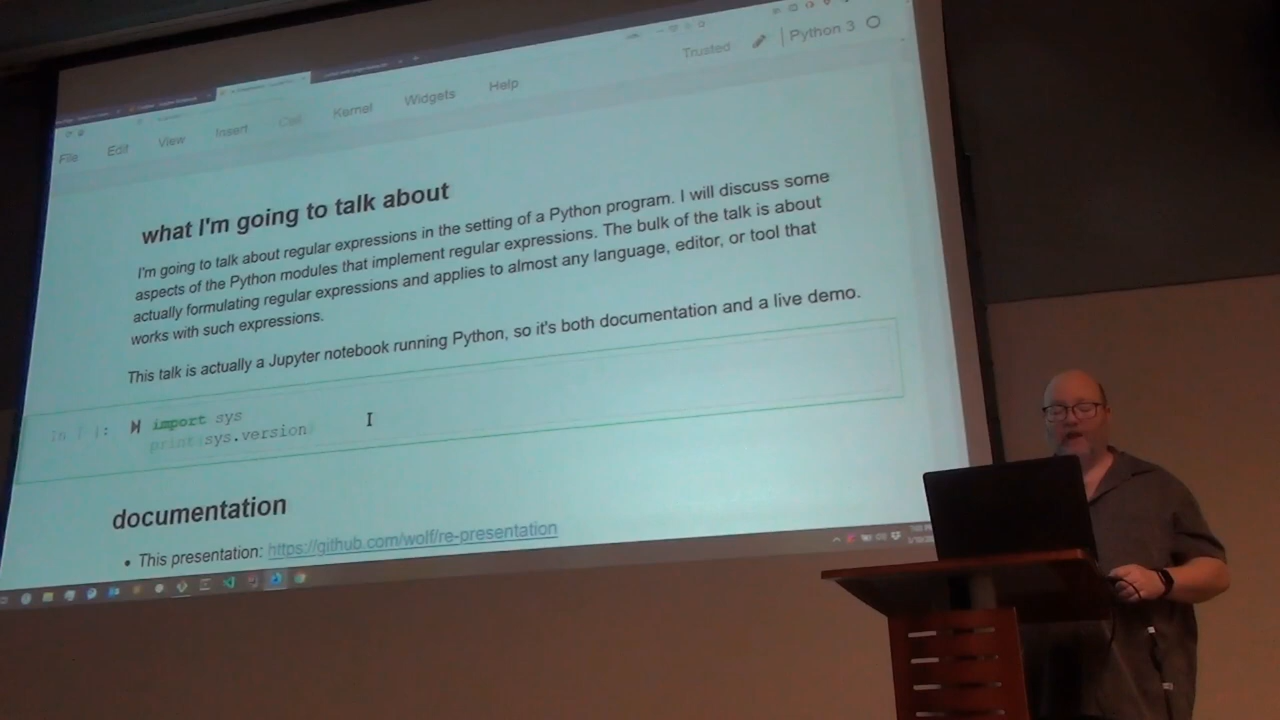 Trusted
Python 3
File Edit View Insert Cell Kernel Widgets Help
what I'm going to talk about
I'm going to talk about regular expressions in the setting of a Python program. I will discuss some
aspects of the Python modules that implement regular expressions. The bulk of the talk is about
actually formulating regular expressions and applies to almost any language, editor, or tool that
works with such expressions.
This talk is actually a Jupyter notebook running Python, so it's both documentation and a live demo.
In [ ]: import sys
print(sys.version)
documentation
• This presentation: https://github.com/wolf/re-presentation